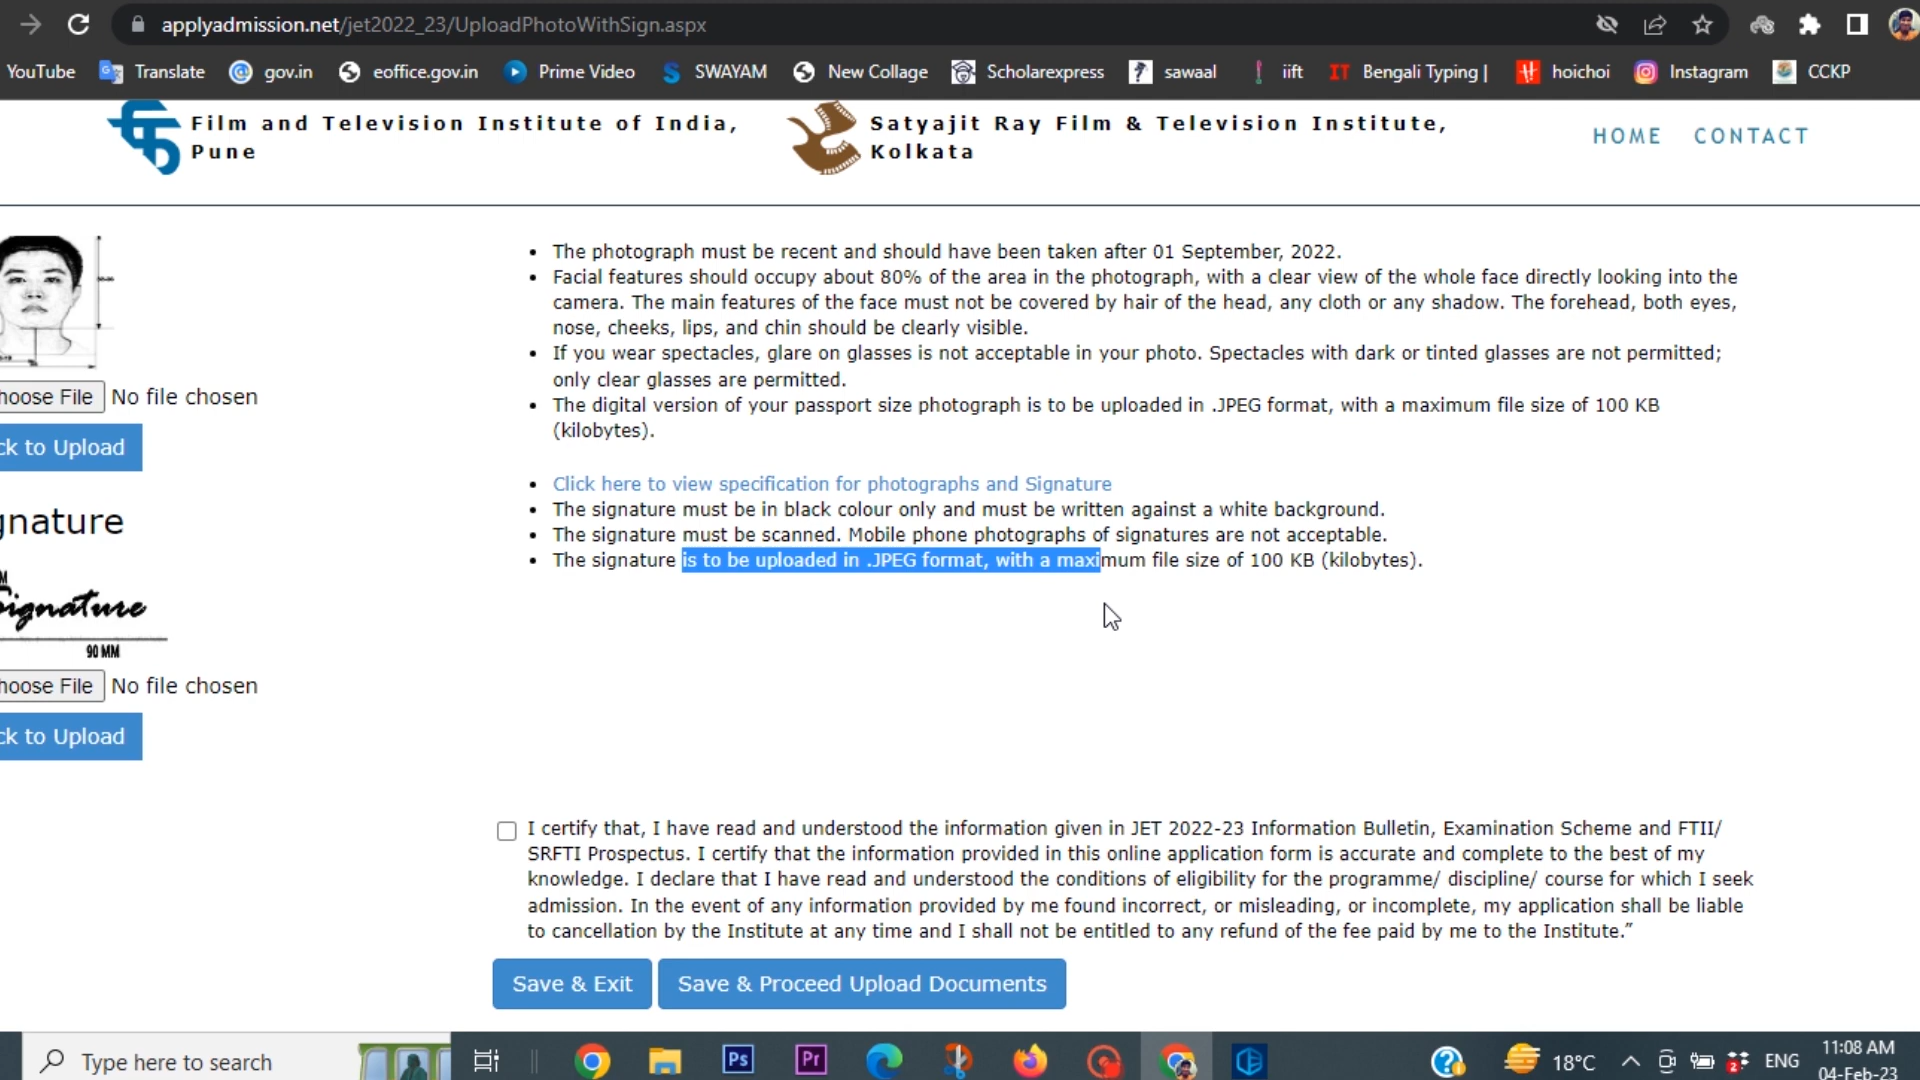 applyadmission.net/jet2022_23/UploadPhotoWithSign.aspx
YouTube Translate gov.in eoffice.gov.in Prime Video SWAYAM New Collage Scholarexpress sawaal iift Bengali Typing | hoichoi Instagram CCKP
Film and Television Institute of India,
Pune
Satyajit Ray Film & Television Institute,
Kolkata
HOME CONTACT
• The photograph must be recent and should have been taken after 01 September, 2022.
• Facial features should occupy about 80% of the area in the photograph, with a clear view of the whole face directly looking into the
camera. The main features of the face must not be covered by hair of the head, any cloth or any shadow. The forehead, both eyes,
nose, cheeks, lips, and chin should be clearly visible.
• If you wear spectacles, glare on glasses is not acceptable in your photo. Spectacles with dark or tinted glasses are not permitted;
only clear glasses are permitted.
• The digital version of your passport size photograph is to be uploaded in .JPEG format, with a maximum file size of 100 KB
(kilobytes).
hoose File No file chosen
ck to Upload
• Click here to view specification for photographs and Signature
• The signature must be in black colour only and must be written against a white background.
• The signature must be scanned. Mobile phone photographs of signatures are not acceptable.
• The signature is to be uploaded in .JPEG format, with a maximum file size of 100 KB (kilobytes).
gnature
M
Signature
90 MM
hoose File No file chosen
ck to Upload
I certify that, I have read and understood the information given in JET 2022-23 Information Bulletin, Examination Scheme and FTII/
SRFTI Prospectus. I certify that the information provided in this online application form is accurate and complete to the best of my
knowledge. I declare that I have read and understood the conditions of eligibility for the programme/ discipline/ course for which I seek
admission. In the event of any information provided by me found incorrect, or misleading, or incomplete, my application shall be liable
to cancellation by the Institute at any time and I shall not be entitled to any refund of the fee paid by me to the Institute.”
Save & Exit Save & Proceed Upload Documents
Type here to search
Ps Pr
18°C ENG
11:08 AM
04-Feb-23